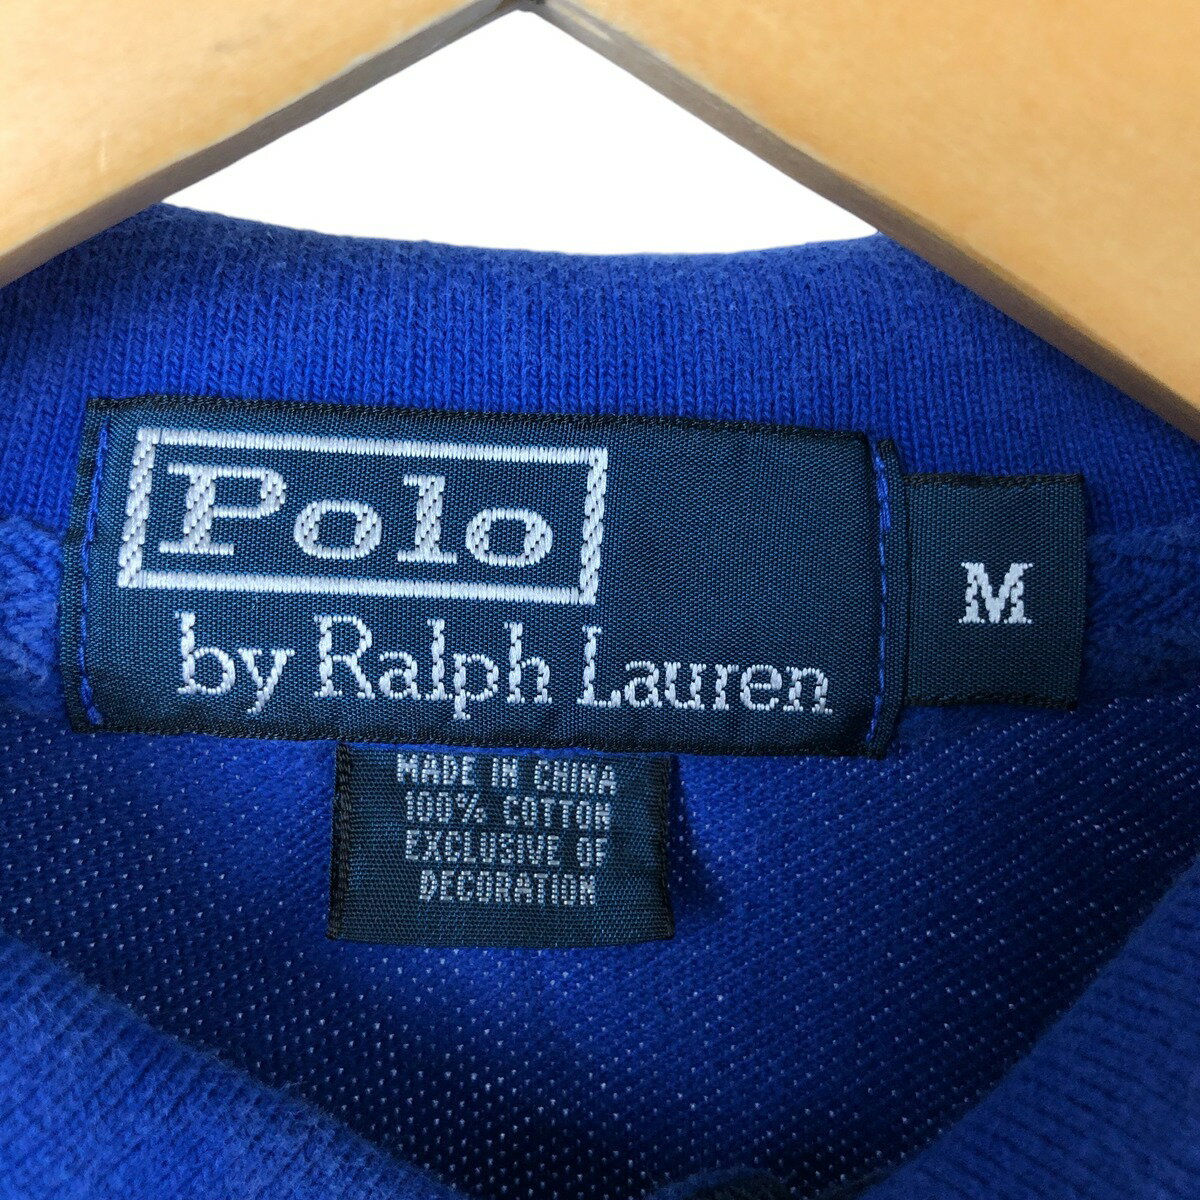 Polo
by Ralph Lauren
M
MADE IN CHINA
100% COTTON
EXCLUSIVE OF
DECORATION